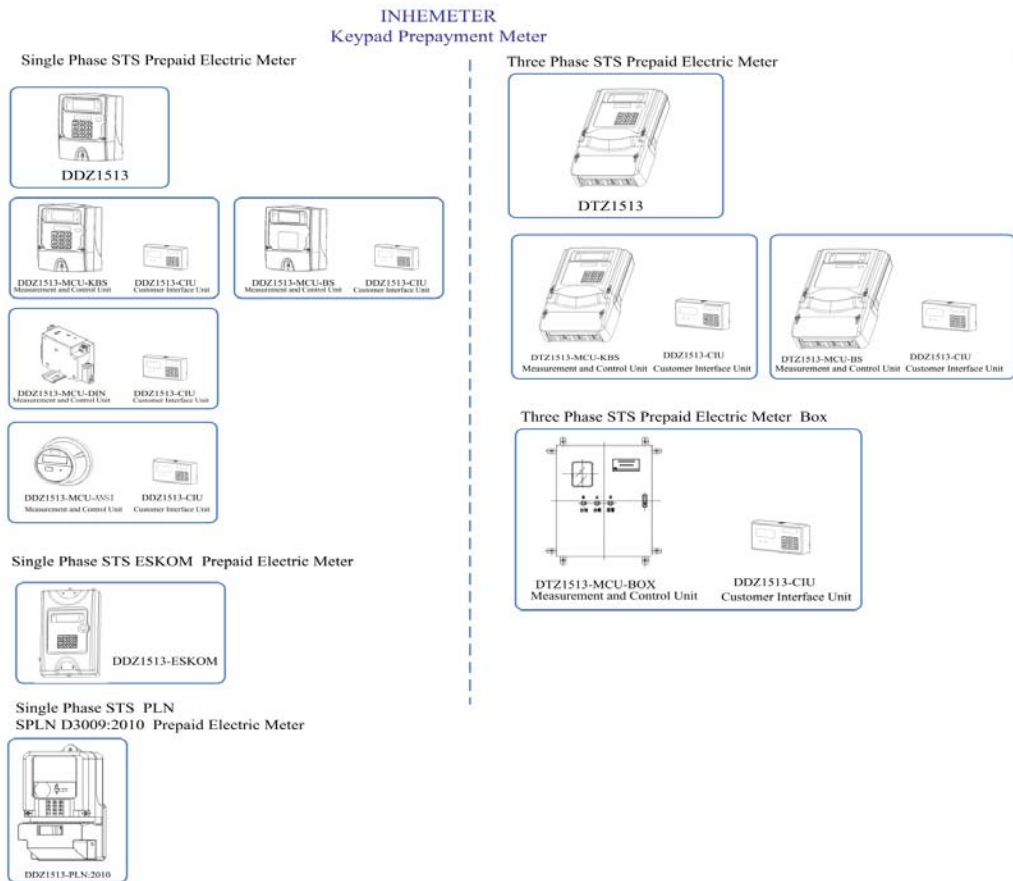 INHEMETER
Keypad Prepayment Meter
Single Phase STS Prepaid Electric Meter
DDZ1513
DDZ1513-MCU-KBS
Measurement and Control Unit
DDZ1513-CIU
Customer Interface Unit
DDZ1513-MCU-BS
Measurement and Control Unit
DDZ1513-CIU
Customer Interface Unit
DDZ1513-MCU-DIN
Measurement and Control Unit
DDZ1513-CIU
Customer Interface Unit
DDZ1513-MCU-ANSI
Measurement and Control Unit
DDZ1513-CIU
Customer Interface Unit
Single Phase STS ESKOM Prepaid Electric Meter
DDZ1513-ESKOM
Single Phase STS PLN
SPLN D3009:2010 Prepaid Electric Meter
DDZ1513-PLN:2010
Three Phase STS Prepaid Electric Meter
DTZ1513
DTZ1513-MCU-KBS
Measurement and Control Unit
DDZ1513-CIU
Customer Interface Unit
DTZ1513-MCU-BS
Measurement and Control Unit
DDZ1513-CIU
Customer Interface Unit
Three Phase STS Prepaid Electric Meter Box
DTZ1513-MCU-BOX
Measurement and Control Unit
DDZ1513-CIU
Customer Interface Unit